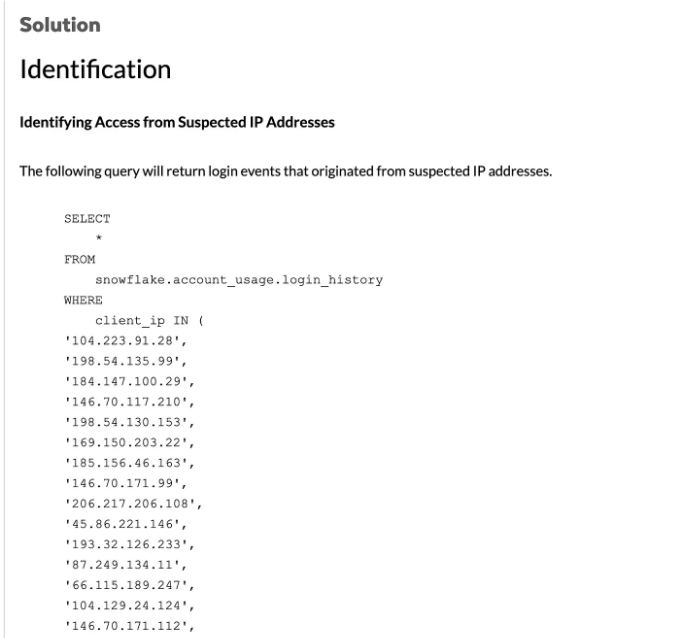 Solution
Identification
Identifying Access from Suspected IP Addresses
The following query will return login events that originated from suspected IP addresses.
SELECT
*
FROM
snowflake.account_usage.login_history
WHERE
client_ip IN (
'104.223.91.28',
'198.54.135.99',
'184.147.100.29',
'146.70.117.210',
'198.54.130.153',
'169.150.203.22',
'185.156.46.163',
'146.70.171.99',
'206.217.206.108',
'45.86.221.146',
'193.32.126.233',
'87.249.134.11',
'66.115.189.247',
'104.129.24.124',
'146.70.171.112',